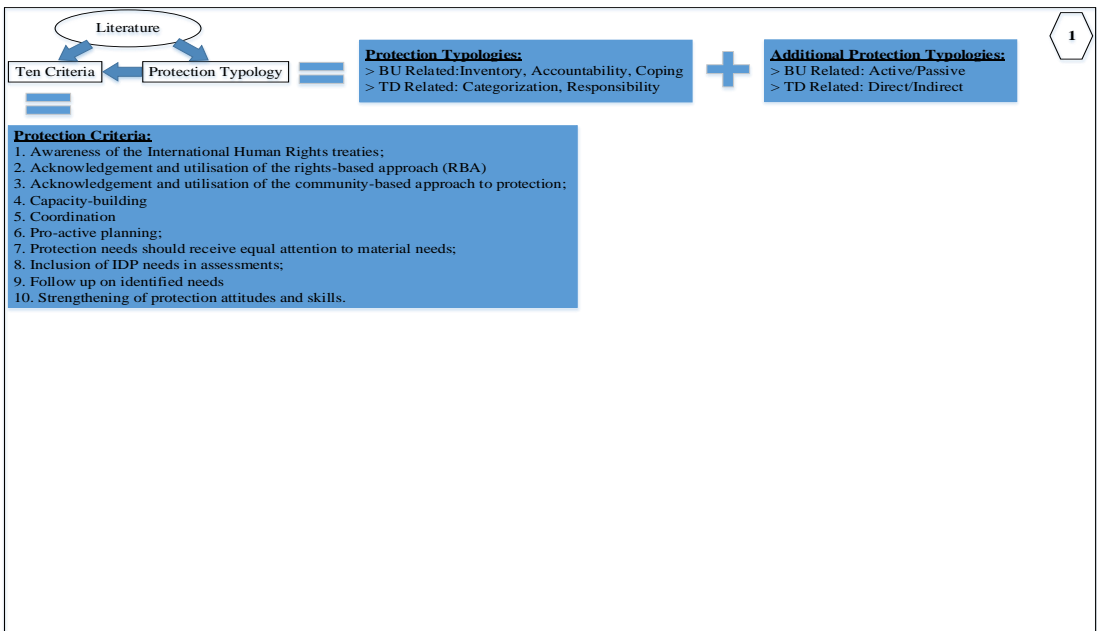 Literature
1
Ten Criteria
Protection Typology
Protection Typologies:
> BU Related:Inventory, Accountability, Coping
> TD Related: Categorization, Responsibility
Additional Protection Typologies:
> BU Related: Active/Passive
> TD Related: Direct/Indirect
Protection Criteria:
1. Awareness of the International Human Rights treaties;
2. Acknowledgement and utilisation of the rights-based approach (RBA)
3. Acknowledgement and utilisation of the community-based approach to protection;
4. Capacity-building
5. Coordination
6. Pro-active planning;
7. Protection needs should receive equal attention to material needs;
8. Inclusion of IDP needs in assessments;
9. Follow up on identified needs
10. Strengthening of protection attitudes and skills.